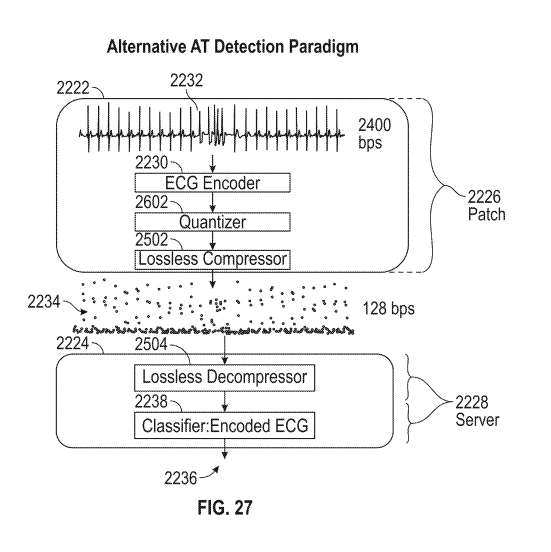 Alternative AT Detection Paradigm
2222
2232
2400
bps
2230
ECG Encoder
2602
Quantizer
2502
Lossless Compressor
2226
Patch
2234
128 bps
2224
2504
Lossless Decompressor
2238
Classifier:Encoded ECG
2228
Server
2236
FIG. 27